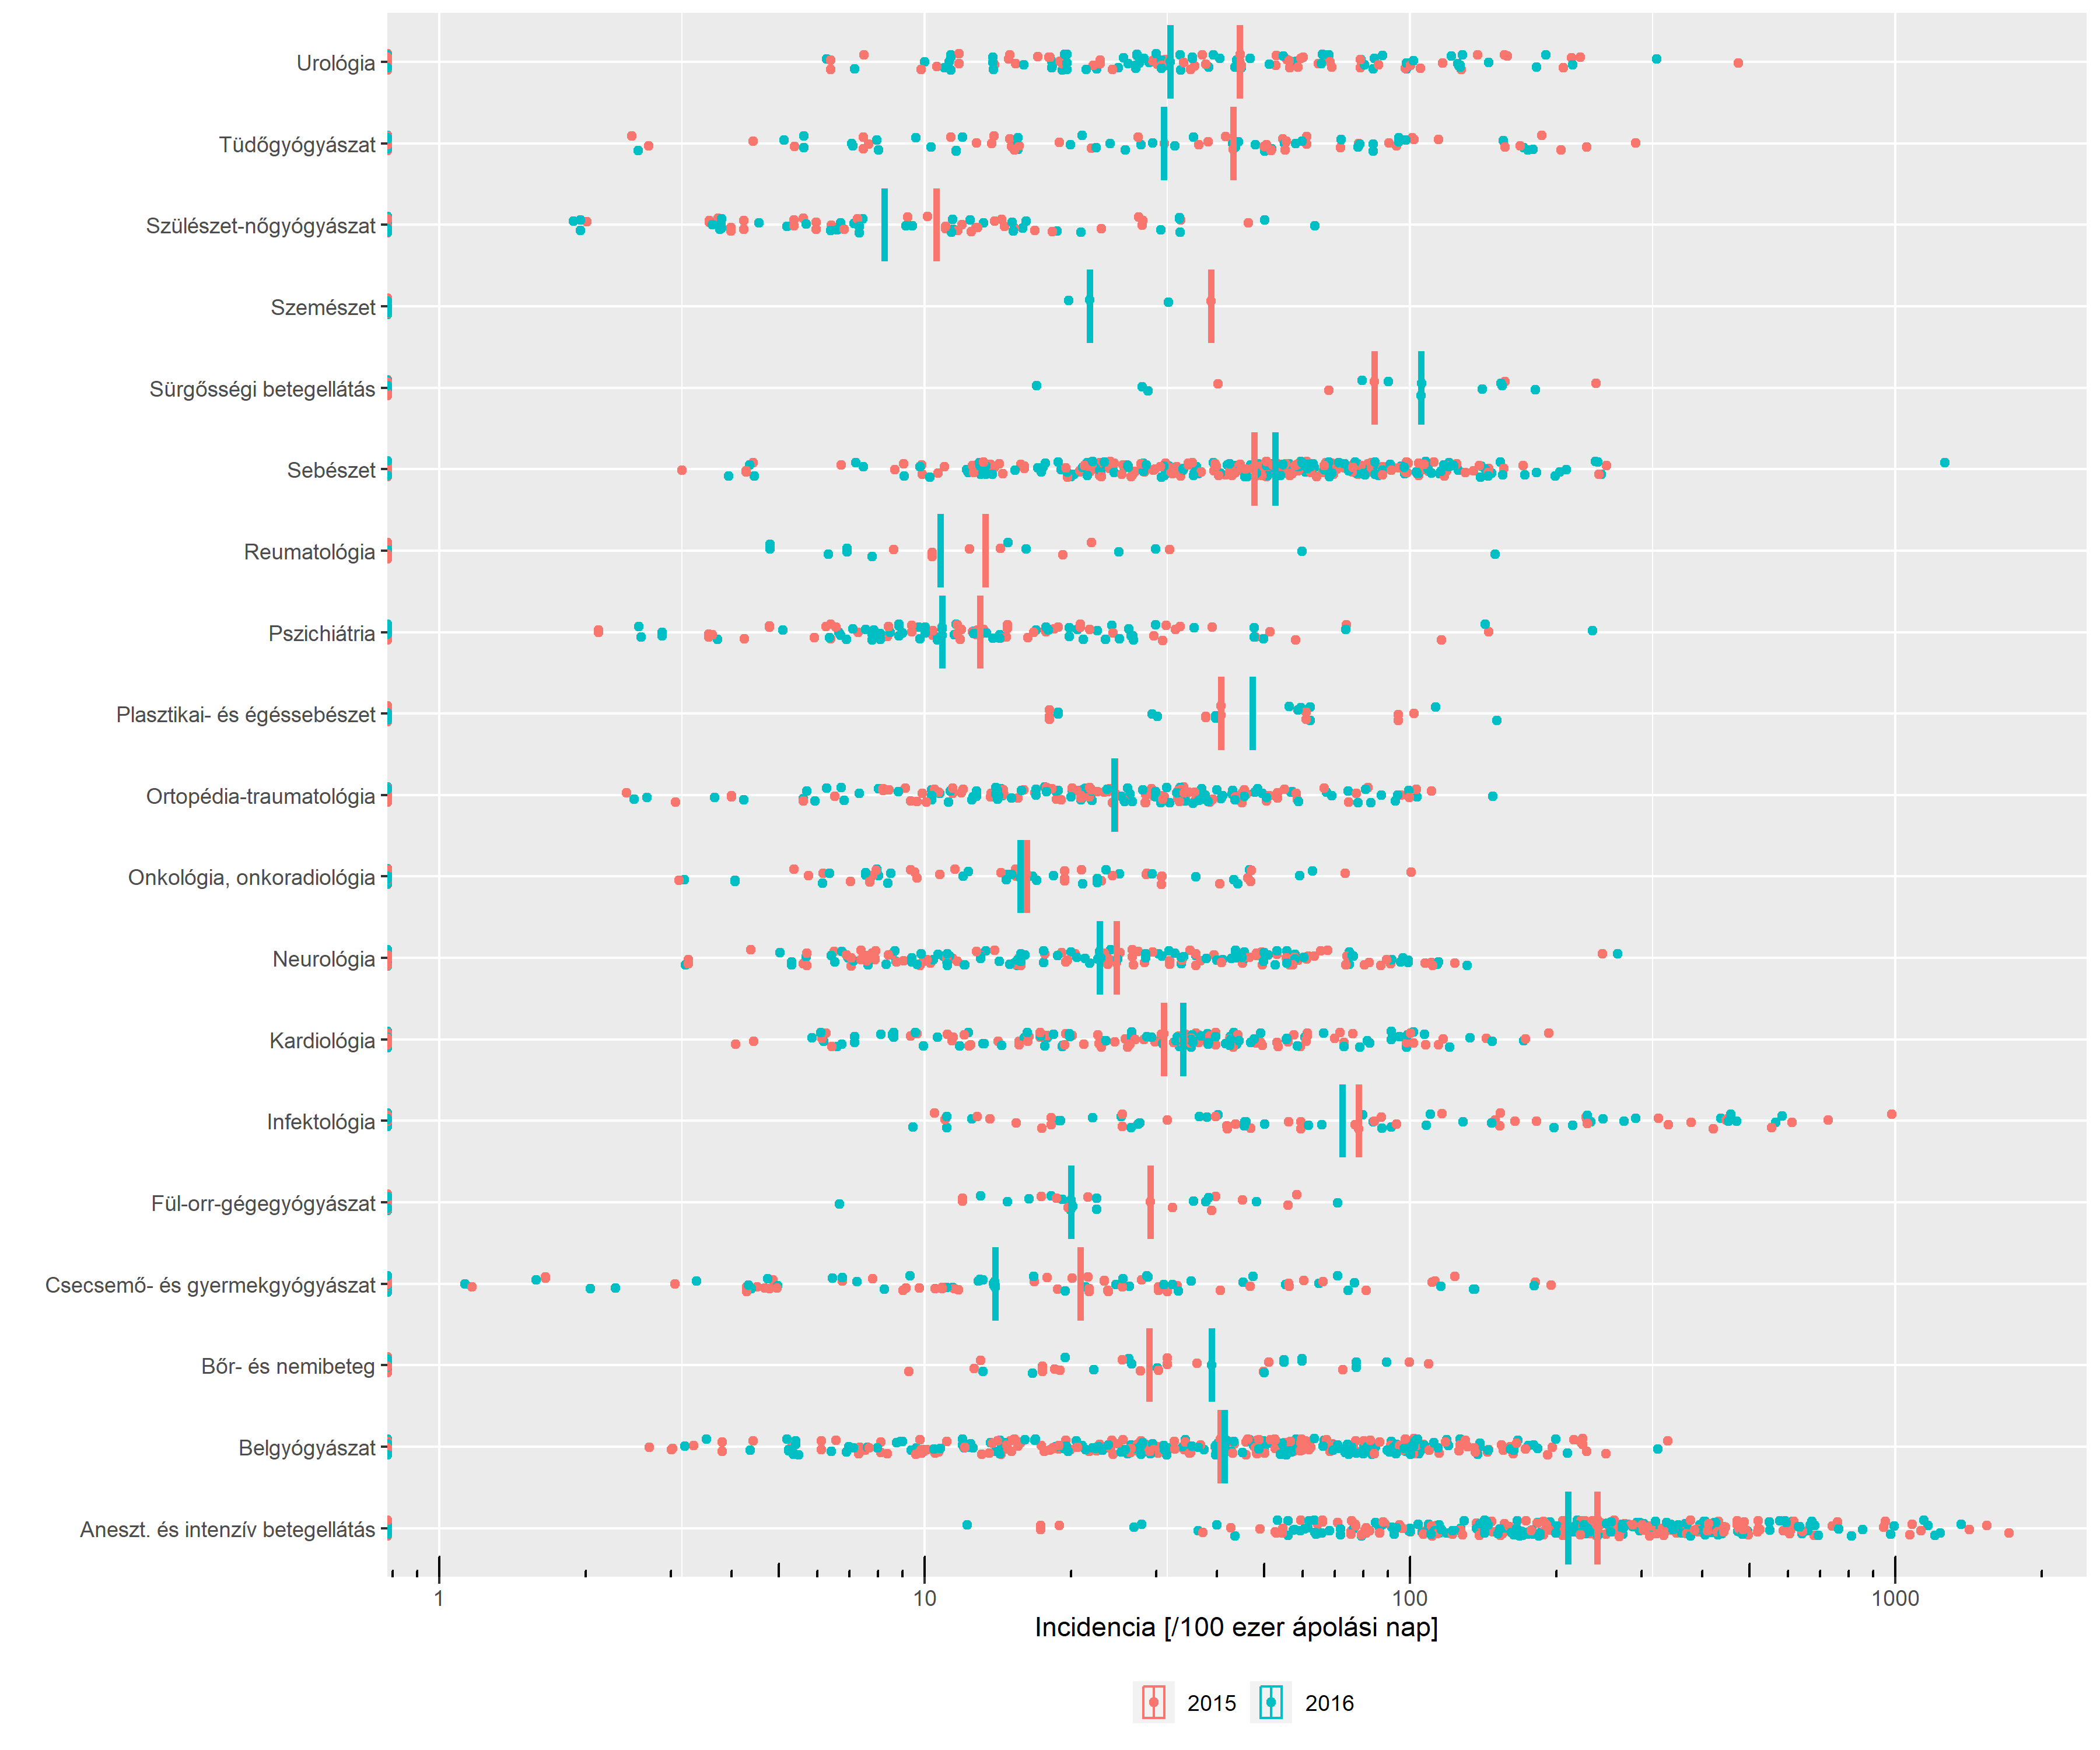 Urológia
Tüdőgyógyászat
Szülészet-nőgyógyászat
Szemészet
Sürgősségi betegellátás
Sebészet
Reumatológia
Pszichiátria
Plasztikai- és égéssebészet
Ortopédia-traumatológia
Onkológia, onkoradiológia
Neurológia
Kardiológia
Infektológia
Fül-orr-gégegyógyászat
Csecsemő- és gyermekgyógyászat
Bőr- és nemibeteg
Belgyógyászat
Aneszt. és intenzív betegellátás
1 10 100 1000
Incidencia [/100 ezer ápolási nap]
2015 2016